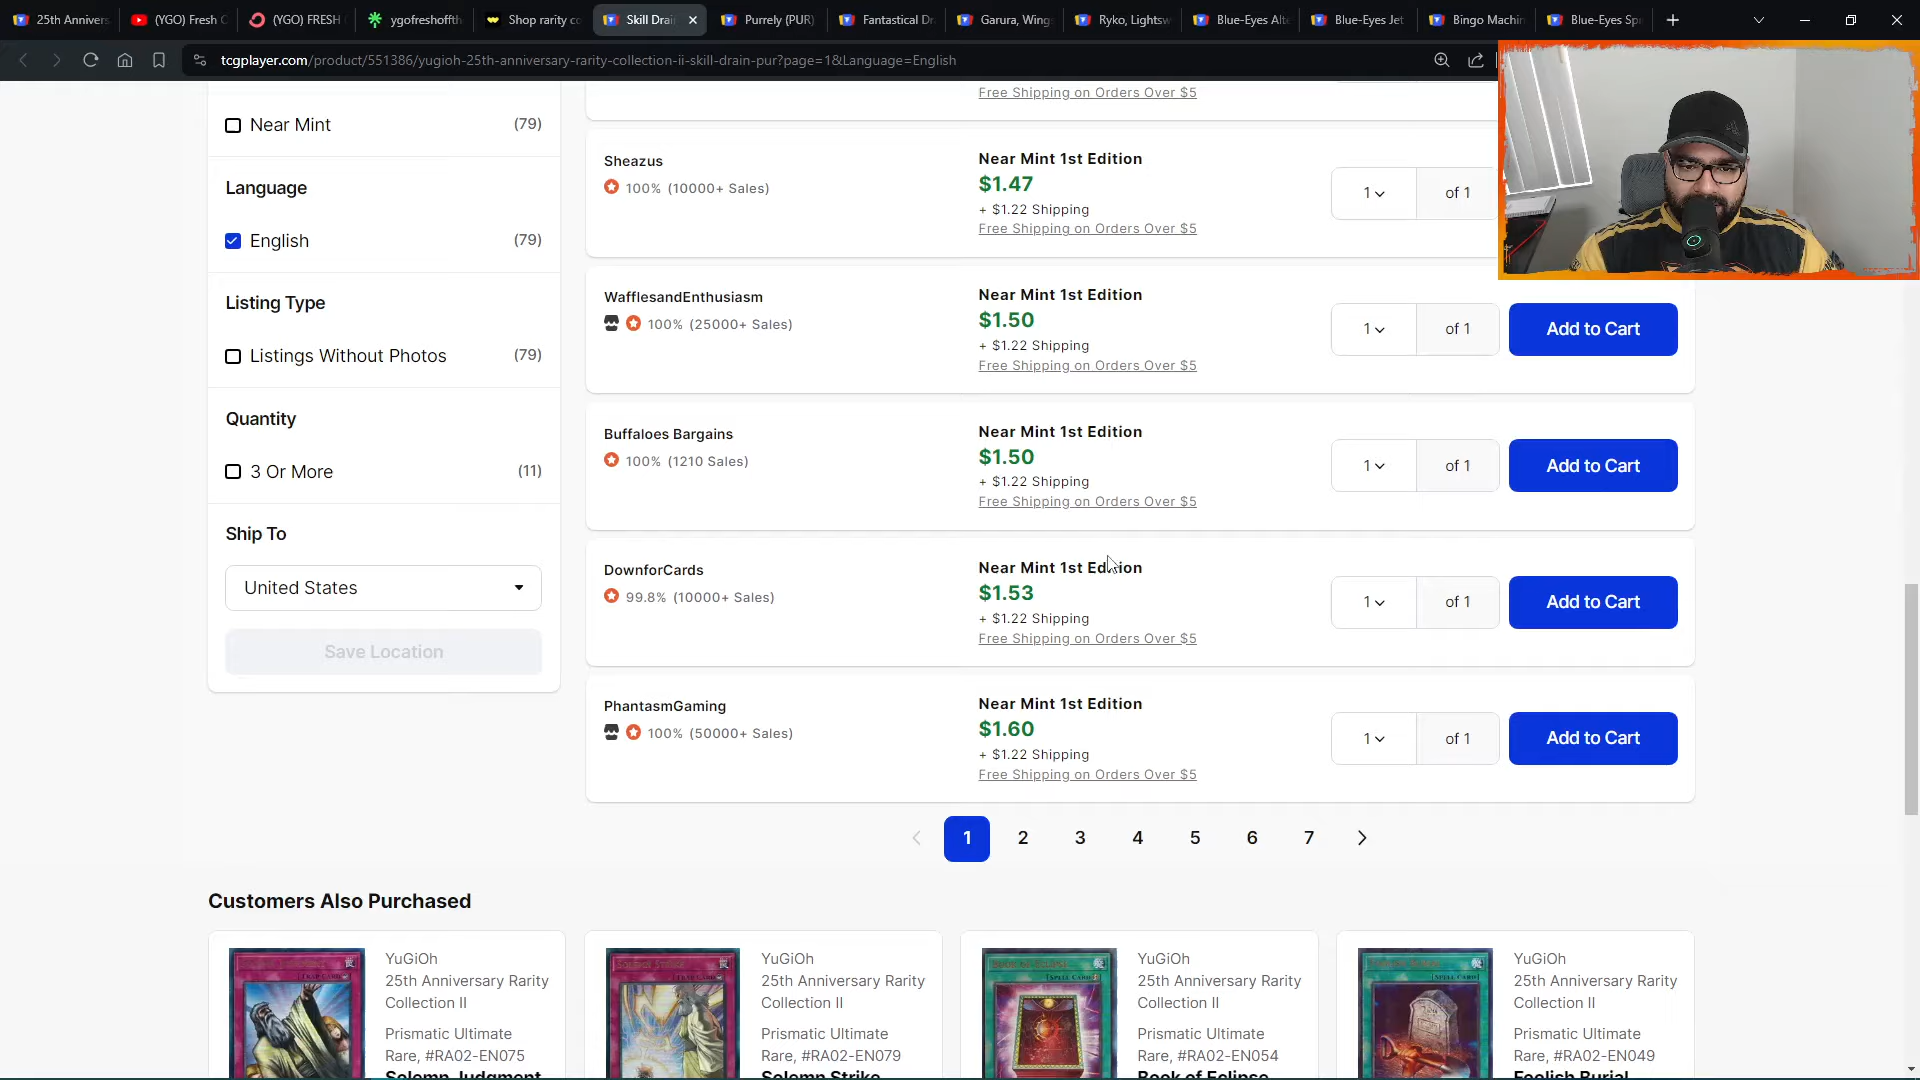 25th Annivers
(YGO) Fresh C
(YGO) FRESH
ygofreshoffth
Shop rarity co
Skill Drai
Purrely (PUR)
Fantastical Dr
Garura, Wing
Ryko, Lightsw
Blue-Eyes Alte
Blue-Eyes Jet
Bingo Machin
Blue-Eyes Spi
tcgplayer.com/product/551386/yugioh-25th-anniversary-rarity-collection-ii-skill-drain-pur?page=1&Language=English
Free Shipping on Orders Over $5
Near Mint (79)
Language
English (79)
Listing Type
Listings Without Photos (79)
Quantity
3 Or More (11)
Ship To
United States
Save Location
Sheazus
100% (10000+ Sales)
Near Mint 1st Edition
$1.47
+ $1.22 Shipping
Free Shipping on Orders Over $5
1 of 1
WafflesandEnthusiasm
100% (25000+ Sales)
Near Mint 1st Edition
$1.50
+ $1.22 Shipping
Free Shipping on Orders Over $5
1 of 1
Add to Cart
Buffaloes Bargains
100% (1210 Sales)
Near Mint 1st Edition
$1.50
+ $1.22 Shipping
Free Shipping on Orders Over $5
1 of 1
Add to Cart
DownforCards
99.8% (10000+ Sales)
Near Mint 1st Edition
$1.53
+ $1.22 Shipping
Free Shipping on Orders Over $5
1 of 1
Add to Cart
PhantasmGaming
100% (50000+ Sales)
Near Mint 1st Edition
$1.60
+ $1.22 Shipping
Free Shipping on Orders Over $5
1 of 1
Add to Cart
1 2 3 4 5 6 7
Customers Also Purchased
YuGiOh
25th Anniversary Rarity
Collection II
Prismatic Ultimate
Rare, #RA02-EN075
Solemn Judgment
YuGiOh
25th Anniversary Rarity
Collection II
Prismatic Ultimate
Rare, #RA02-EN079
Solemn Strike
YuGiOh
25th Anniversary Rarity
Collection II
Prismatic Ultimate
Rare, #RA02-EN054
Book of Eclipse
YuGiOh
25th Anniversary Rarity
Collection II
Prismatic Ultimate
Rare, #RA02-EN049
Foolish Burial